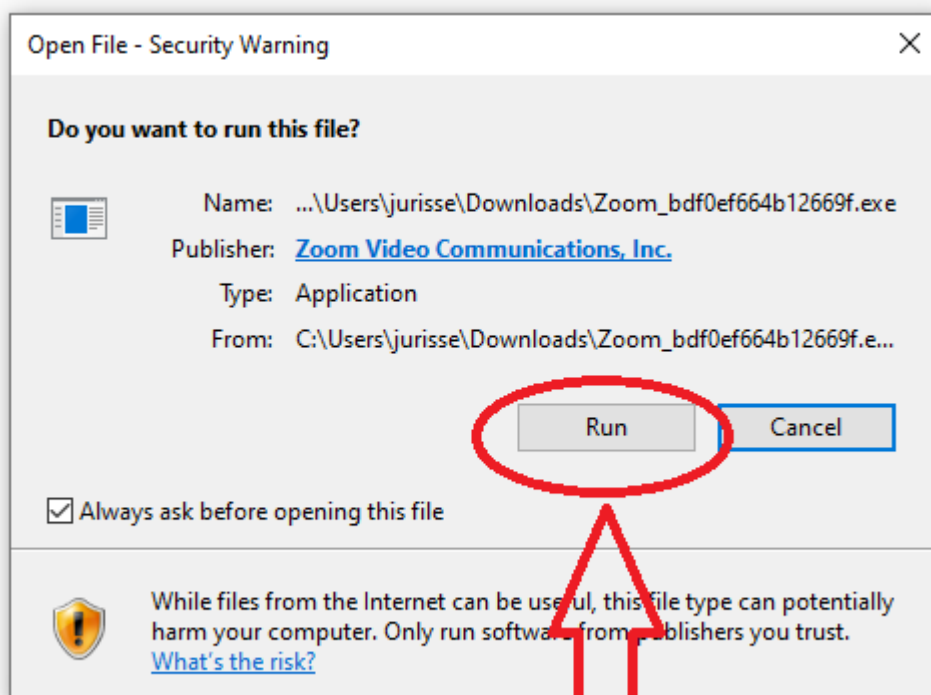 Open File - Security Warning
Do you want to run this file?
Name: ...\Users\jurisse\Downloads\Zoom_bdf0ef664b12669f.exe
Publisher: Zoom Video Communications, Inc.
Type: Application
From: C:\Users\jurisse\Downloads\Zoom_bdf0ef664b12669f.e...
Run Cancel
Always ask before opening this file
While files from the Internet can be useful, this file type can potentially
harm your computer. Only run software from publishers you trust.
What's the risk?